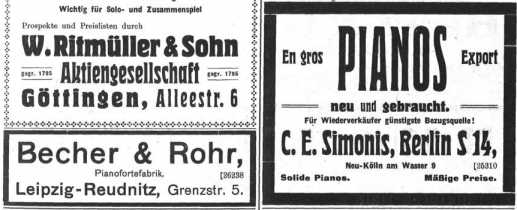 Wichtig für Solo- und Zusammenspiel
Prospekte und Preislisten durch
W. Ritmüller & Sohn
gegr. 1795 Aktiengesellschaft gegr. 1795
Göttingen, Alleestr. 6
Becher & Rohr,
Pianofortefabrik, [26238
Leipzig-Reudnitz, Grenzstr. 5.
En gros PIANOS Export
neu und gebraucht.
Für Wiederverkäufer günstigste Bezugsquelle!
C. E. Simonis, Berlin S 14,
Neu-Kölln am Wasser 9 [25310
Solide Pianos. Mäßige Preise.